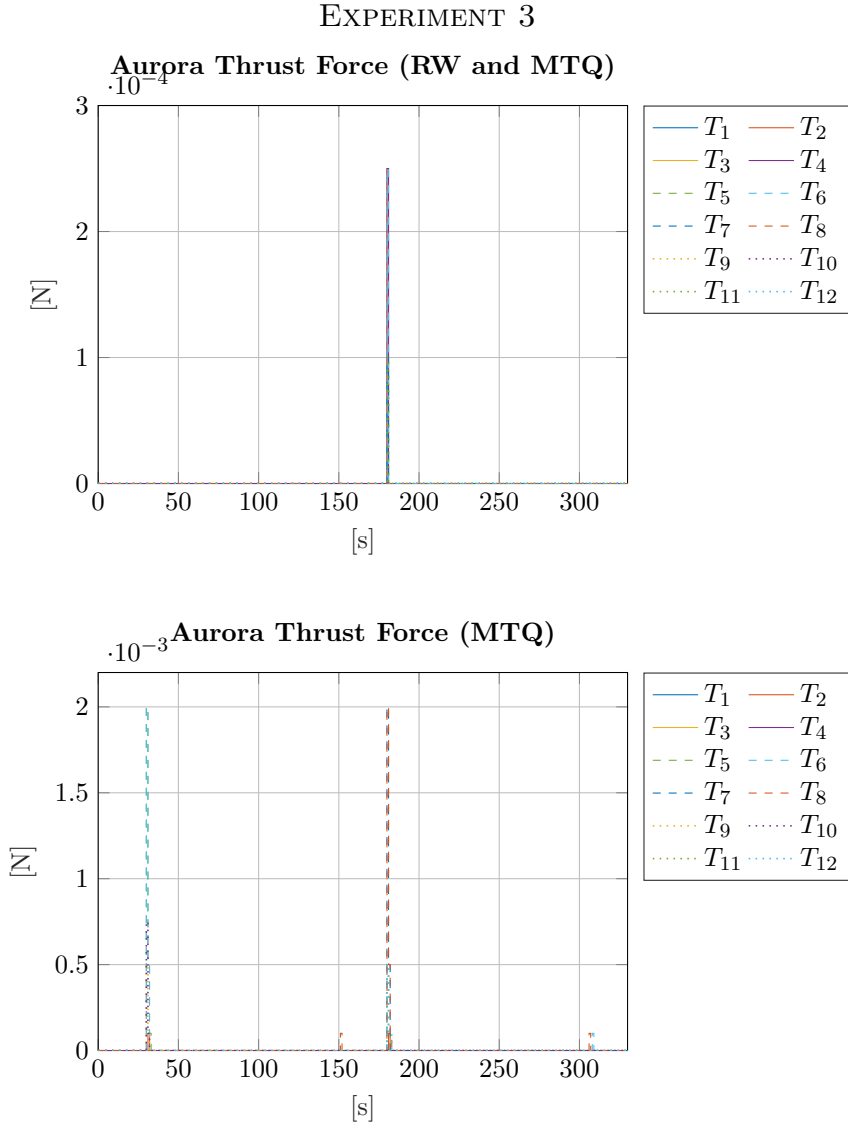 EXPERIMENT 3
Aurora Thrust Force (RW and MTQ)
·10−4
3
2
1
0
[N]
0 50 100 150 200 250 300
[s]
T1 T2
T3 T4
T5 T6
T7 T8
T9 T10
T11 T12
Aurora Thrust Force (MTQ)
·10−3
2
1.5
1
0.5
0
[N]
0 50 100 150 200 250 300
[s]
T1 T2
T3 T4
T5 T6
T7 T8
T9 T10
T11 T12